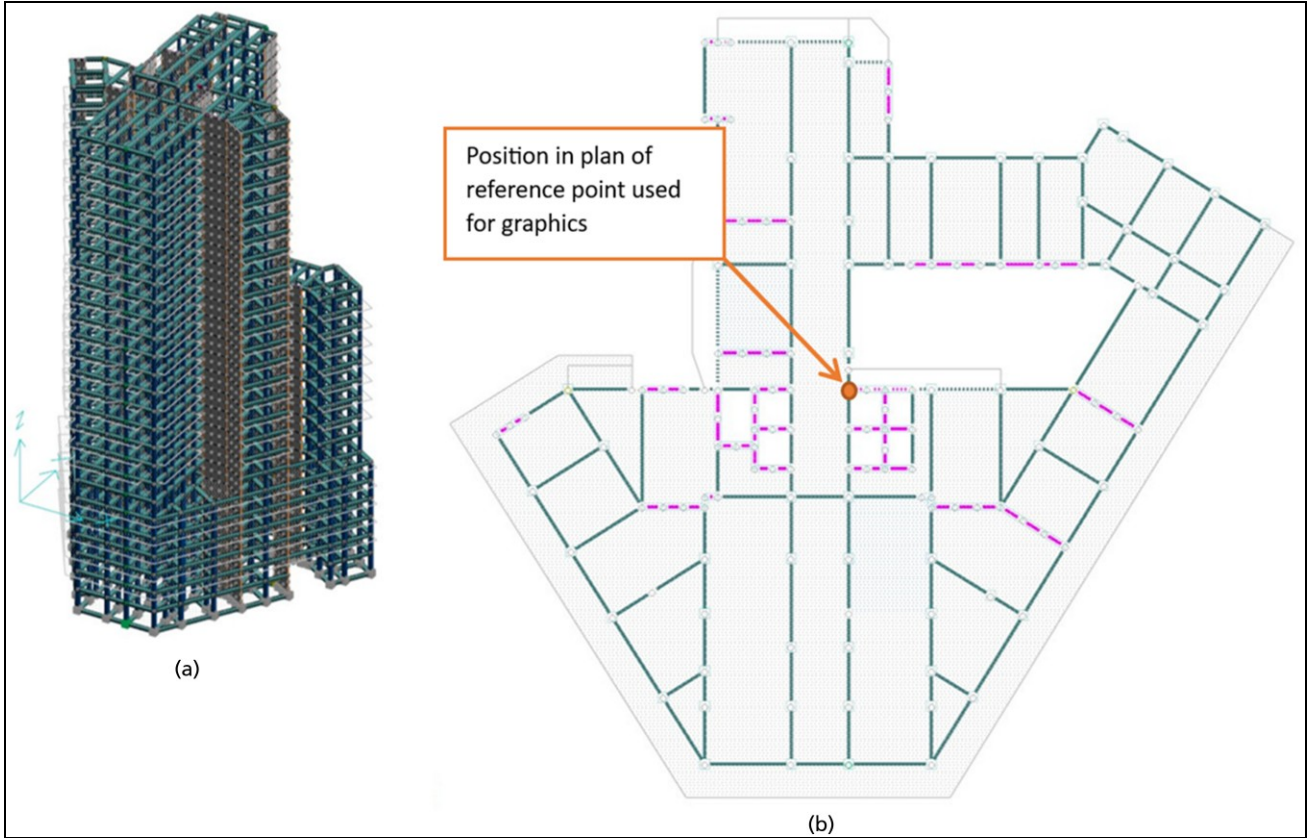 Position in plan of
reference point used
for graphics
Z
(a)
(b)